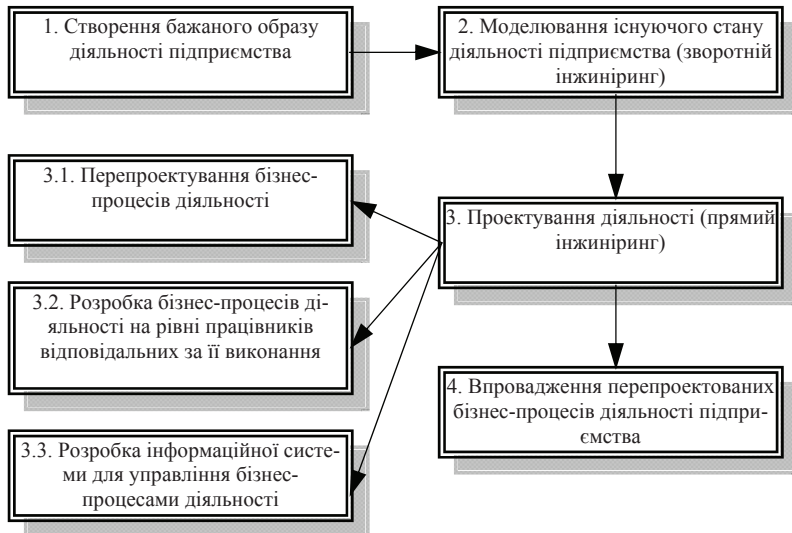 1. Створення бажаного образу
діяльності підприємства
2. Моделювання існуючого стану
діяльності підприємства (зворотній
інжиніринг)
3.1. Перепроектування бізнес-
процесів діяльності
3. Проектування діяльності (прямий
інжиніринг)
3.2. Розробка бізнес-процесів ді-
яльності на рівні працівників
відповідальних за її виконання
4. Впровадження перепроектованих
бізнес-процесів діяльності підпри-
ємства
3.3. Розробка інформаційної систе-
ми для управління бізнес-
процесами діяльності